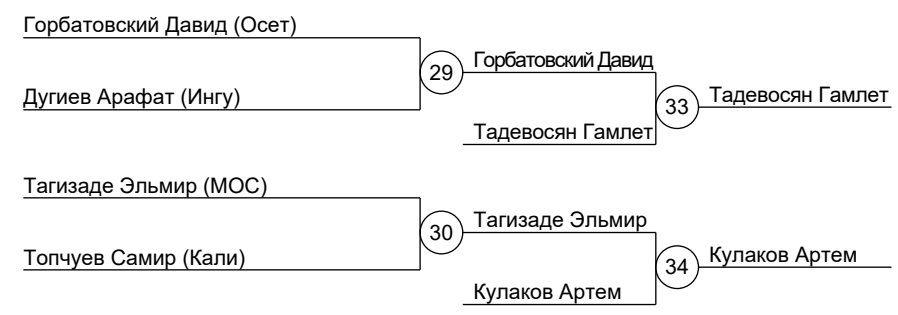 Горбатовский Давид (Осет)
29
Горбатовский Давид
Дугиев Арафат (Ингу)
33
Тадевосян Гамлет
Тадевосян Гамлет
Тагизаде Эльмир (МОС)
30
Тагизаде Эльмир
Топчуев Самир (Кали)
34
Кулаков Артем
Кулаков Артем